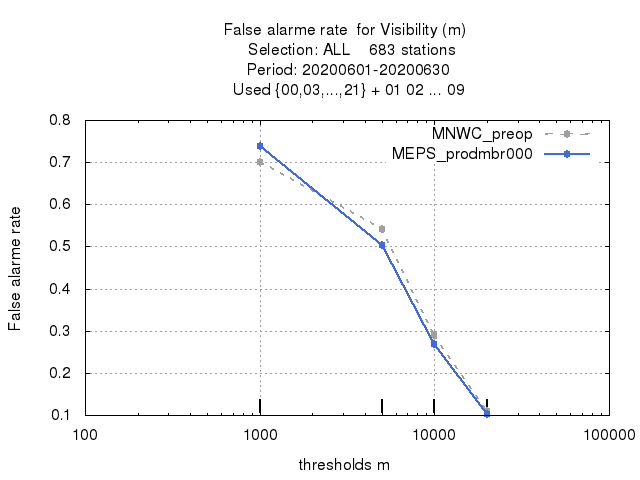 False alarme rate  for Visibility (m)
Selection: ALL    683 stations
Period: 20200601-20200630
Used {00,03,...,21} + 01 02 ... 09
MNWC_preop
MEPS_prodmbr000
0.8
0.7
0.6
0.5
0.4
0.3
0.2
0.1
False alarme rate
100
1000
10000
100000
thresholds m